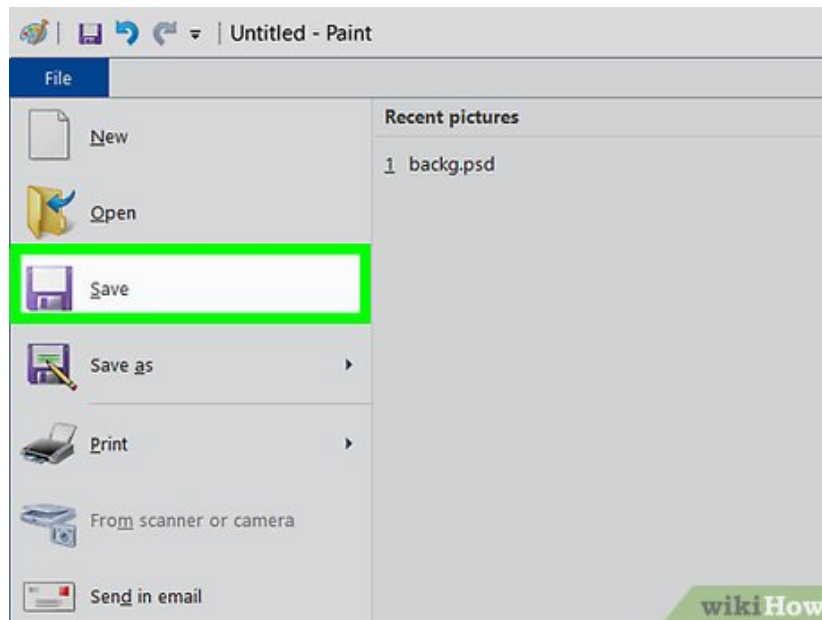 Untitled - Paint
File
New
Open
Save
Save as
Print
From scanner or camera
Send in email
Recent pictures
1 backg.psd
wikiHow